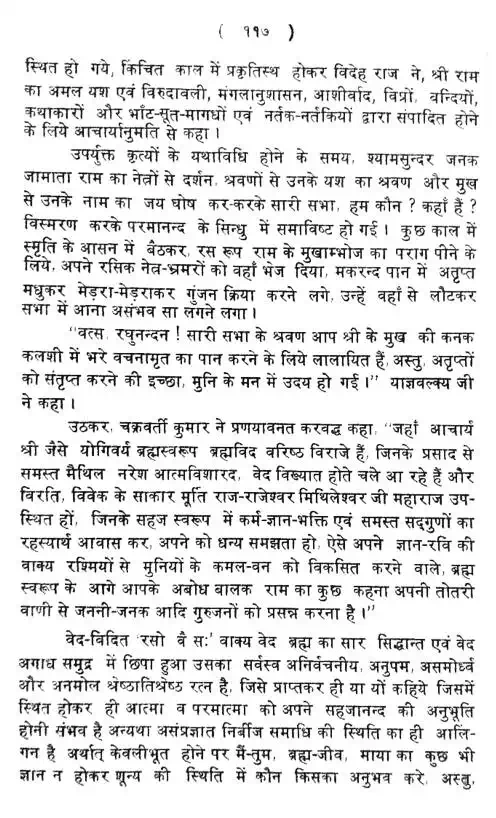 ( ११७ )
स्थित हो गये, किंचित काल में प्रकृतिस्थ होकर विदेह राज ने, श्री राम
का अमल यश एवं विरुदावली, मंगलानुशासन, आशीर्वाद, विप्रों, वन्दियों,
कथाकारों और भाँट-सूत-मागधों एवं नर्तक-नर्तकियों द्वारा संपादित होने
के लिये आचार्यानुमति से कहा ।
उपर्युक्त कृत्यों के यथाविधि होने के समय, श्यामसुन्दर जनक
जामाता राम का नेत्रों से दर्शन, श्रवणों से उनके यश का श्रवण और मुख
से उनके नाम का जय घोष कर-करके सारी सभा, हम कौन ? कहाँ हैं ?
विस्मरण करके परमानन्द के सिन्धु में समाविष्ट हो गई । कुछ काल में
स्मृति के आसन में बैठकर, रस रूप राम के मुखाम्भोज का पराग पीने के
लिये, अपने रसिक नेत्र-भ्रमरों को वहाँ भेज दिया, मकरन्द पान में अतृप्त
मधुकर मेड़रा-मेड़राकर गुंजन क्रिया करने लगे, उन्हें वहाँ से लौटकर
सभा में आना असंभव सा लगने लगा ।
"वत्स, रघुनन्दन ! सारी सभा के श्रवण आप श्री के मुख की कनक
कलशी में भरे वचनामृत का पान करने के लिये लालायित हैं, अस्तु, अतृप्तों
को संतृप्त करने की इच्छा, मुनि के मन में उदय हो गई ।" याज्ञवल्क्य जी
ने कहा ।
उठकर, चक्रवर्ती कुमार ने प्रणयावनत करवद्ध कहा, "जहाँ आचार्य
श्री जैसे योगिवर्य ब्रह्मस्वरूप ब्रह्मविद वरिष्ठ विराजे हैं, जिनके प्रसाद से
समस्त मैथिल नरेश आत्मविशारद, वेद विख्यात होते चले आ रहे हैं और
विरति, विवेक के साकार मूर्ति राज-राजेश्वर मिथिलेश्वर जी महाराज उप-
स्थित हों, जिनके सहज स्वरूप में कर्म-ज्ञान-भक्ति एवं समस्त सद्गुणों का
रहस्यार्थ आवास कर, अपने को धन्य समझता हो, ऐसे अपने ज्ञान-रवि की
वाक्य रश्मियों से मुनियों के कमल-वन को विकसित करने वाले, ब्रह्म
स्वरूप के आगे आपके अबोध बालक राम का कुछ कहना अपनी तोतरी
वाणी से जननी-जनक आदि गुरुजनों को प्रसन्न करना है ।"
वेद-विदित 'रसो वै सः' वाक्य वेद ब्रह्म का सार सिद्धान्त एवं वेद
अगाध समुद्र में छिपा हुआ उसका सर्वस्व अनिर्वचनीय, अनुपम, असमोर्ध्व
और अनमोल श्रेष्ठातिश्रेष्ठ रत्न है, जिसे प्राप्तकर ही या यों कहिये जिसमें
स्थित होकर ही आत्मा व परमात्मा को अपने सहजानन्द की अनुभूति
होनी संभव है अन्यथा असंप्रज्ञात निर्बीज समाधि की स्थिति का ही आलि-
गन है अर्थात् केवलीभूत होने पर मैं-तुम, ब्रह्म-जीव, माया का कुछ भी
ज्ञान न होकर शून्य की स्थिति में कौन किसका अनुभव करे, अस्तु,